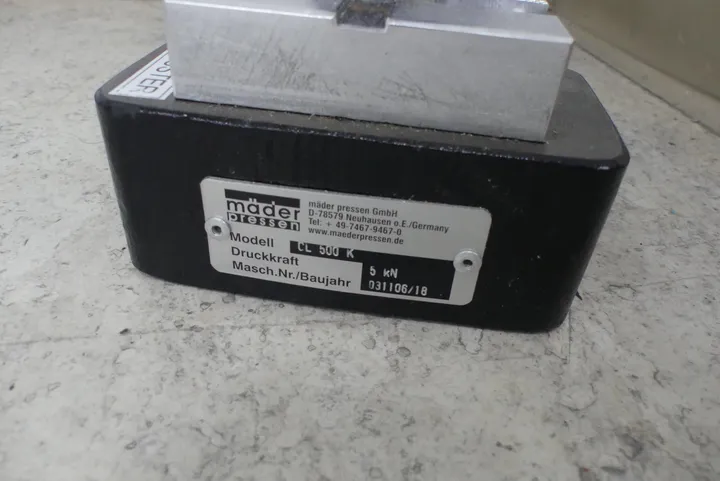 USTER
mäder
pressen
mäder pressen GmbH
D-78579 Neuhausen o.E./Germany
Tel: + 49-7467-9467-0
www.maederpressen.de
Modell CL 500 K
Druckkraft 5 kN
Masch.Nr./Baujahr 031106/18